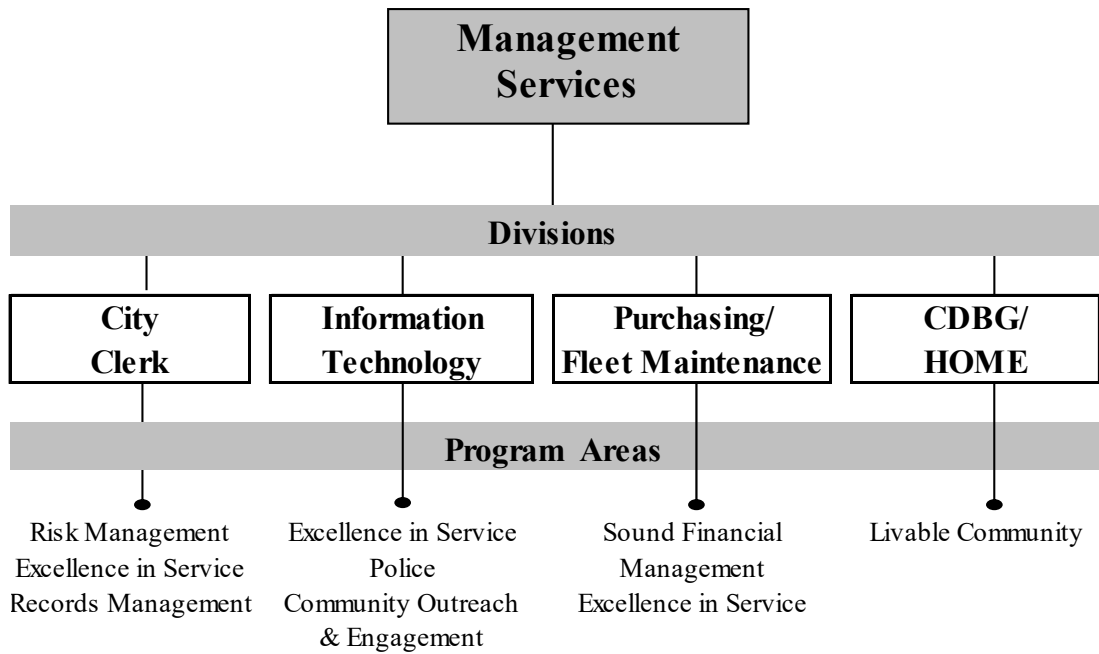 Management
Services
Divisions
City
Clerk
Information
Technology
Purchasing/
Fleet Maintenance
CDBG/
HOME
Program Areas
Risk Management
Excellence in Service
Records Management
Excellence in Service
Police
Community Outreach
& Engagement
Sound Financial
Management
Excellence in Service
Livable Community